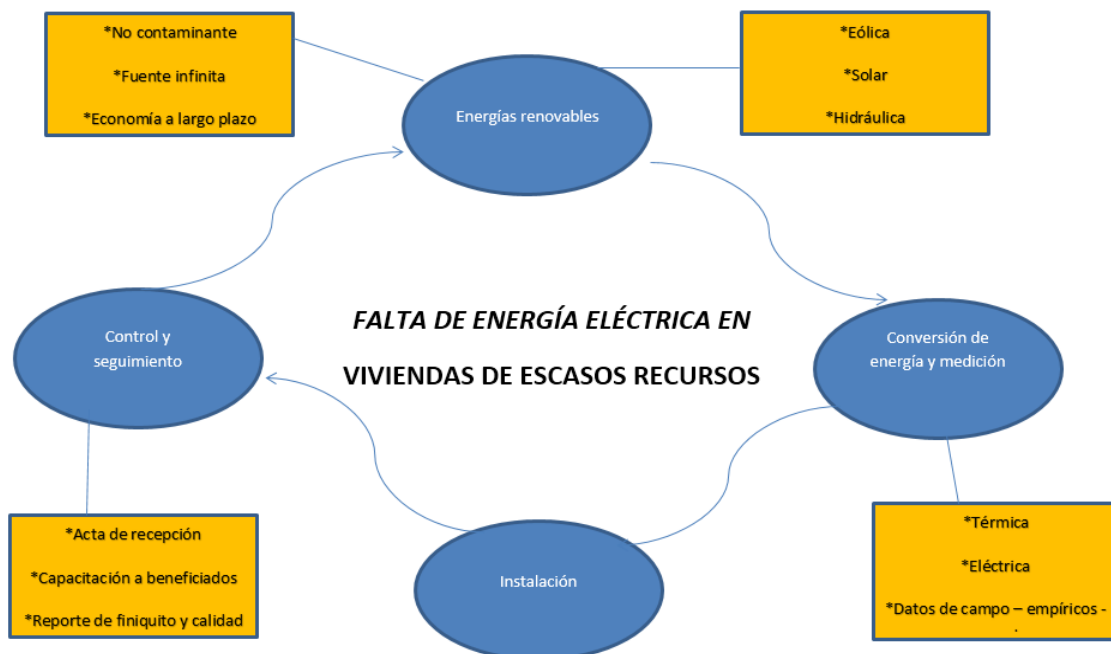 *No contaminante
*Fuente infinita
*Economía a largo plazo
Energías renovables
*Eólica
*Solar
*Hidráulica
Control y
seguimiento
FALTA DE ENERGÍA ELÉCTRICA EN
VIVIENDAS DE ESCASOS RECURSOS
Conversión de
energía y medición
*Acta de recepción
*Capacitación a beneficiados
*Reporte de finiquito y calidad
Instalación
*Térmica
*Eléctrica
*Datos de campo – empíricos -
.